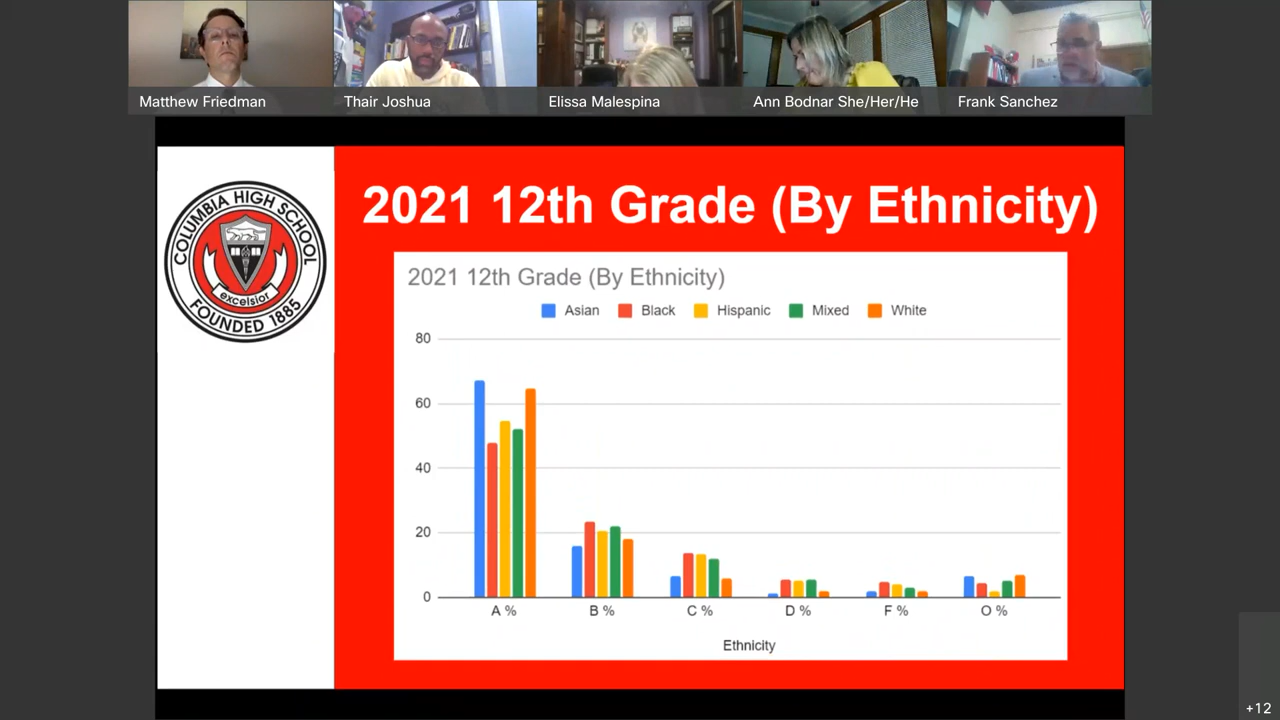 Matthew Friedman
Thair Joshua
Elissa Malespina
Ann Bodnar She/Her/He
Frank Sanchez
COLUMBIA HIGH SCHOOL
excelsior
FOUNDED 1885
2021 12th Grade (By Ethnicity)
2021 12th Grade (By Ethnicity)
Asian Black Hispanic Mixed White
80
60
40
20
0
A % B % C % D % F % O %
Ethnicity
+12